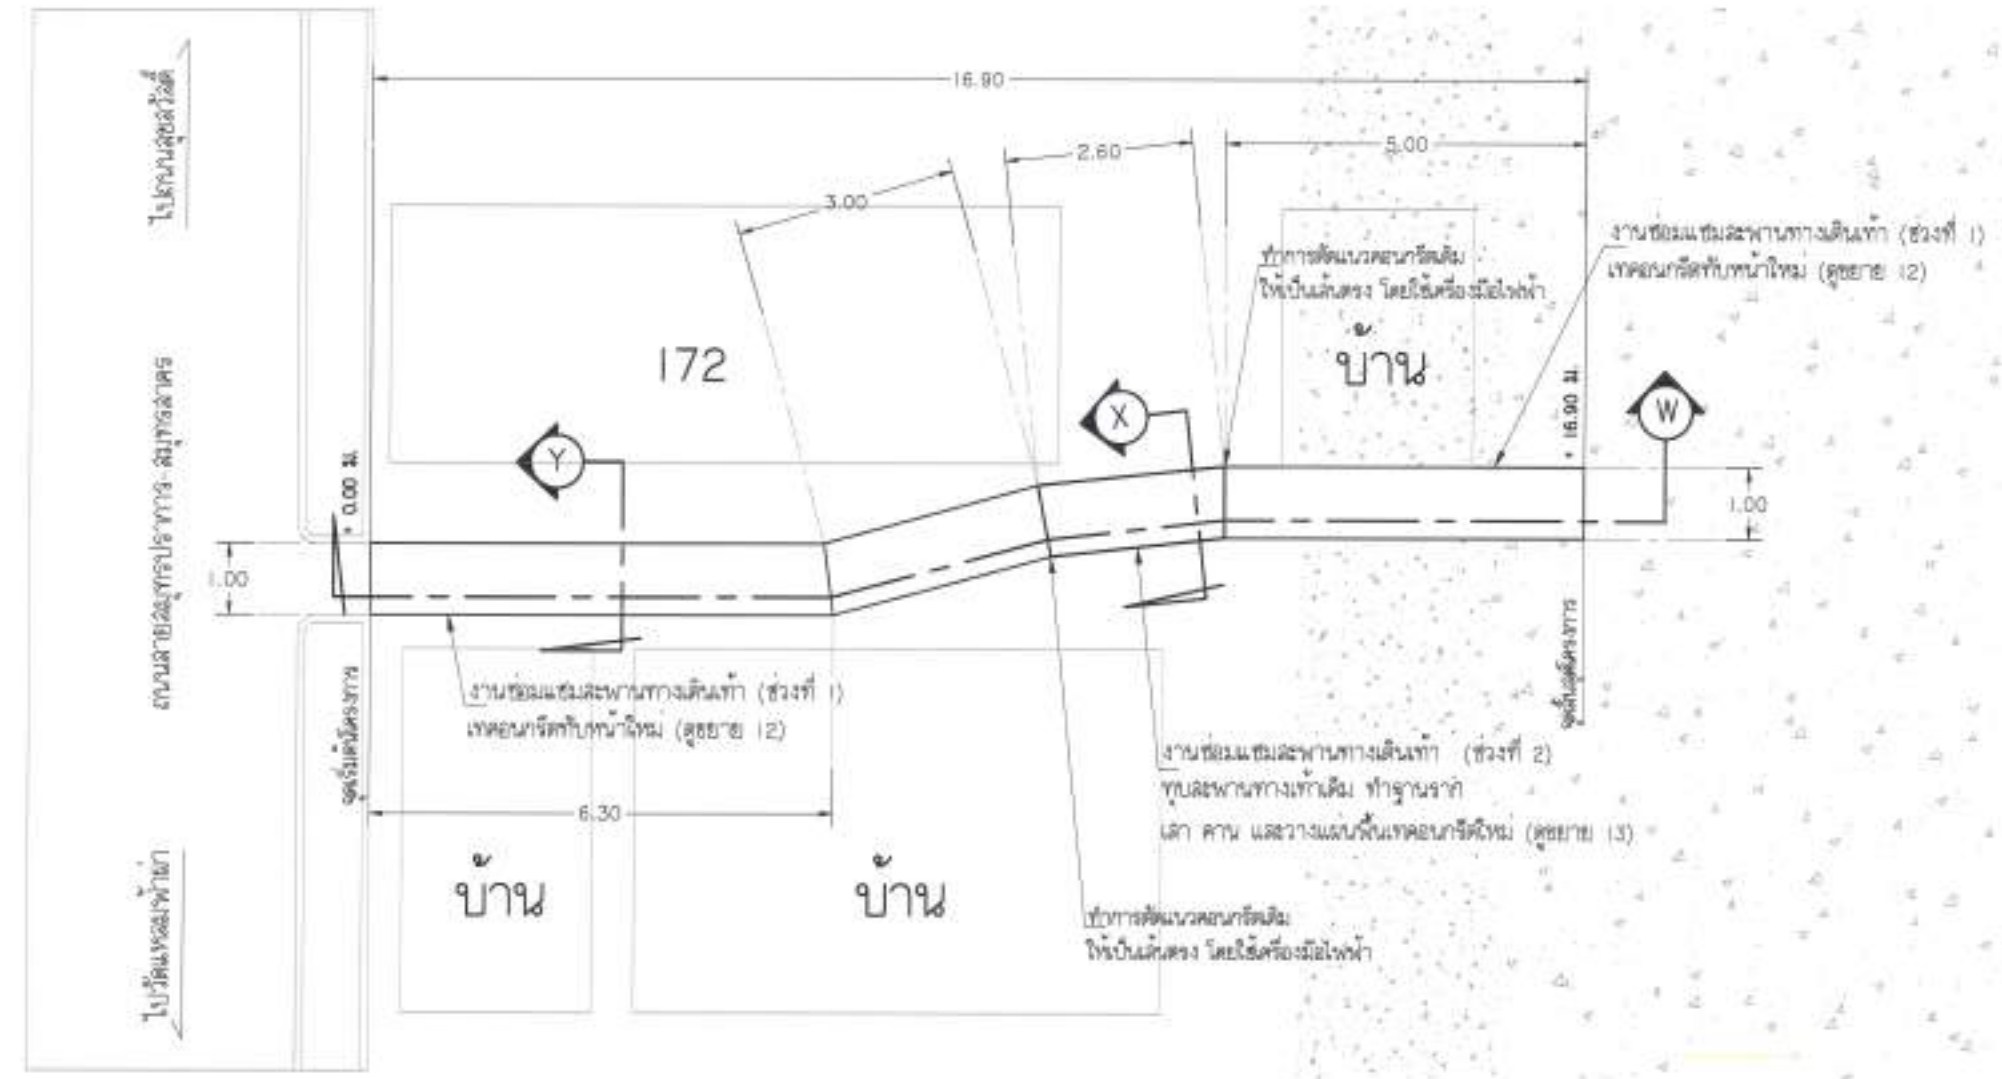 ไปถนนสุขสวัสดิ์
ถนนสายสมุทรปราการ-สมุทรสาคร
ไปวัดแหลมฟ้าผ่า
16.90
3.00
2.60
5.00
172
ทำการตัดแนวคอนกรีตเดิม
ให้เป็นเส้นตรง โดยใช้เครื่องมือไฟฟ้า
งานซ่อมแซมสะพานทางเดินเท้า (ช่วงที่ 1)
เทคอนกรีตทับหน้าใหม่ (ดูขยาย 12)
บ้าน
+ 0.00 ม.
Y
X
+ 16.90 ม.
W
1.00
1.00
จุดเริ่มต้นโครงการ
จุดสิ้นสุดโครงการ
งานซ่อมแซมสะพานทางเดินเท้า (ช่วงที่ 1)
เทคอนกรีตทับหน้าใหม่ (ดูขยาย 12)
6.30
งานซ่อมแซมสะพานทางเดินเท้า (ช่วงที่ 2)
ทุบสะพานทางเท้าเดิม ทำฐานราก
เสา คาน และวางแผ่นพื้นเทคอนกรีตใหม่ (ดูขยาย 13)
บ้าน
บ้าน
ทำการตัดแนวคอนกรีตเดิม
ให้เป็นเส้นตรง โดยใช้เครื่องมือไฟฟ้า